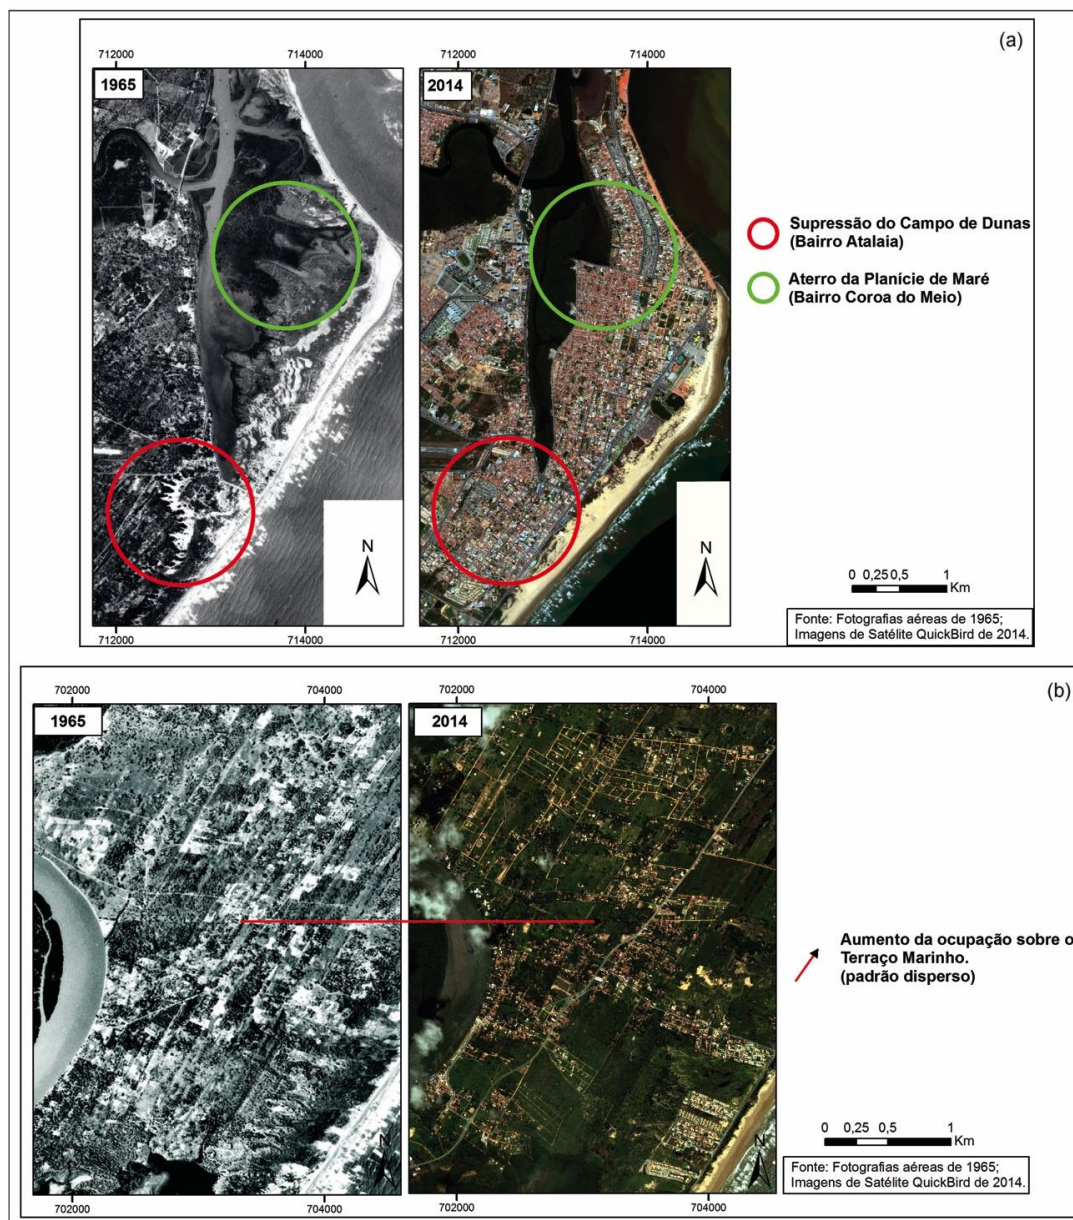 (a)
712000
714000
712000
714000
1965
2014
Supressão do Campo de Dunas
(Bairro Atalaia)
Aterro da Planície de Maré
(Bairro Coroa do Meio)
N
N
0 0,25 0,5 1
Km
Fonte: Fotografias aéreas de 1965;
Imagens de Satélite QuickBird de 2014.
712000
714000
712000
714000
(b)
702000
704000
702000
704000
1965
2014
Aumento da ocupação sobre o
Terraço Marinho.
(padrão disperso)
N
N
0 0,25 0,5 1
Km
Fonte: Fotografias aéreas de 1965;
Imagens de Satélite QuickBird de 2014.
702000
704000
702000
704000